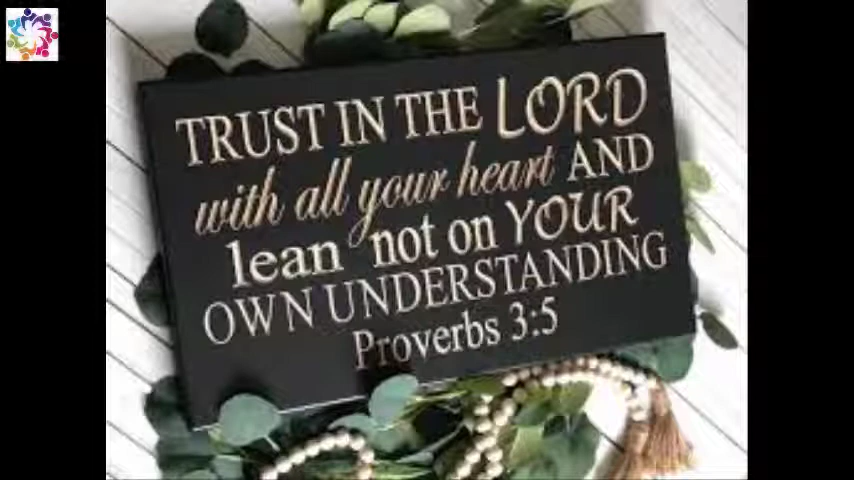 TRUST IN THE LORD
with all your heart AND
lean not on YOUR
OWN UNDERSTANDING
Proverbs 3:5